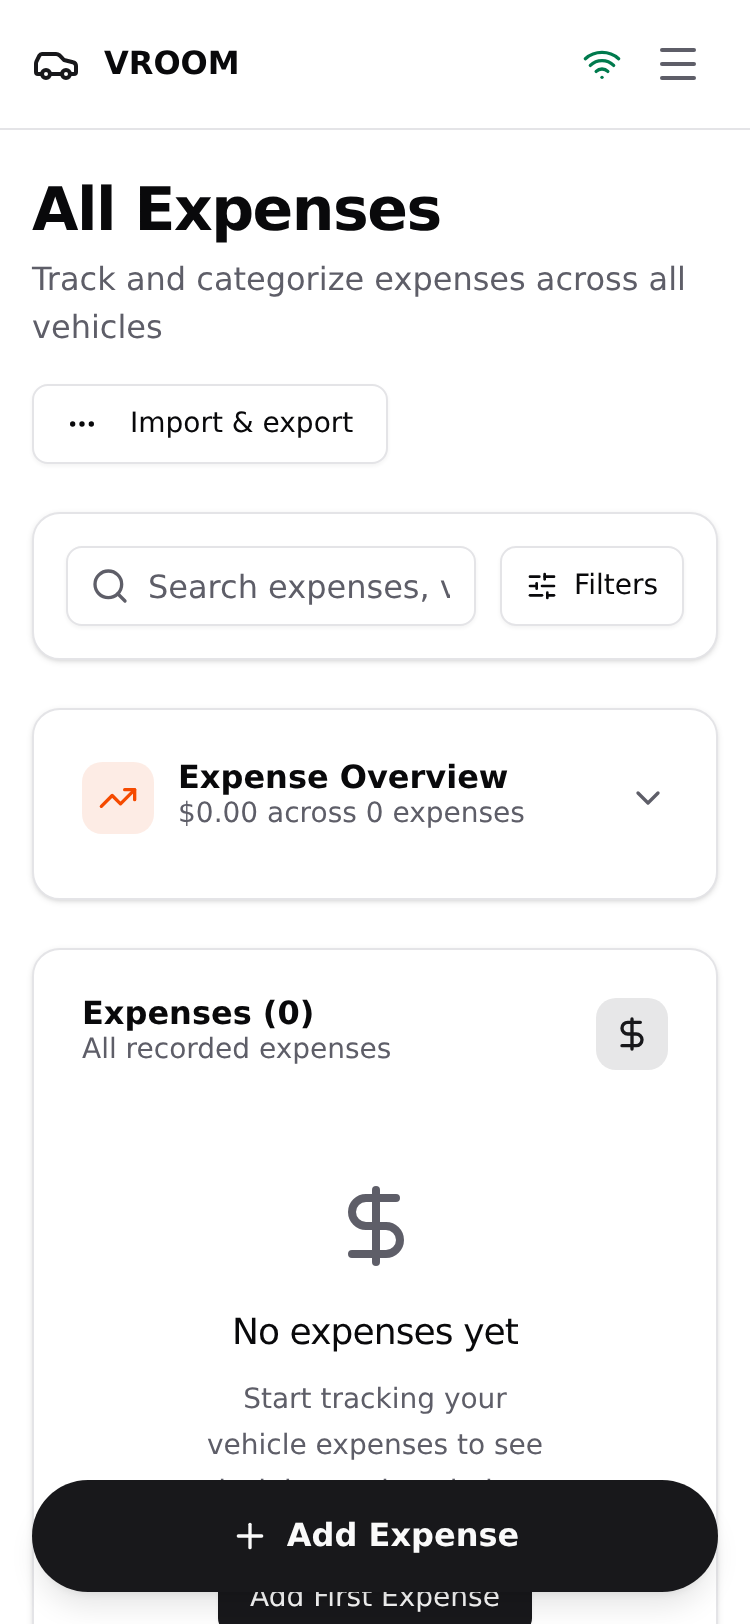 VROOM
All Expenses
Track and categorize expenses across all
vehicles
Import & export
Search expenses,
Filters
Expense Overview
$0.00 across 0 expenses
Expenses (0)
All recorded expenses
No expenses yet
Start tracking your
vehicle expenses to see
Add Expense
Add First Expense